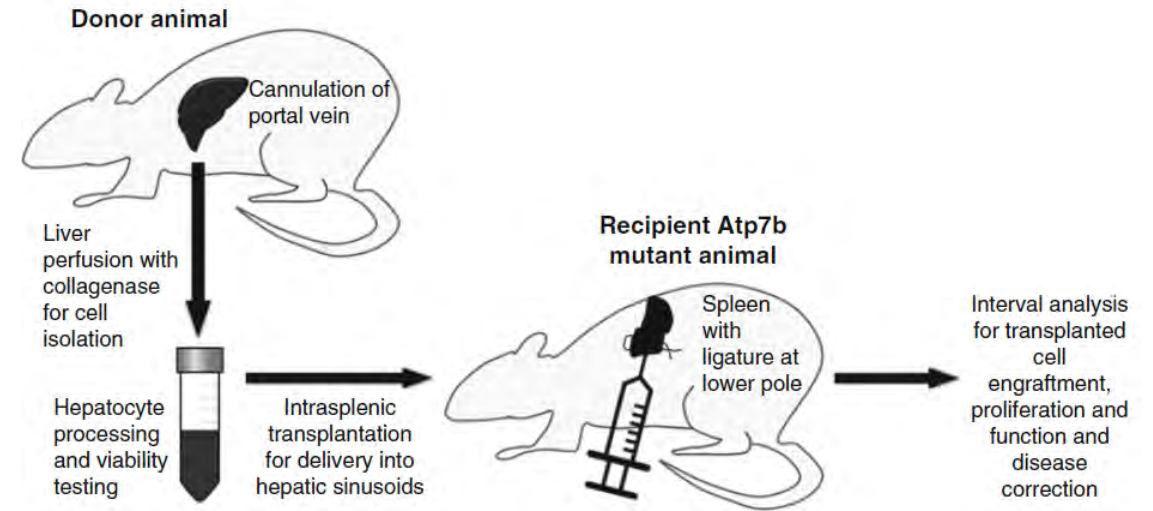 Donor animal
Cannulation of
portal vein
Liver
perfusion with
collagenase
for cell
isolation
Hepatocyte
processing
and viability
testing
Intrasplenic
transplantation
for delivery into
hepatic sinusoids
Recipient Atp7b
mutant animal
Spleen
with
ligature at
lower pole
Interval analysis
for transplanted
cell
engraftment,
proliferation and
function and
disease
correction